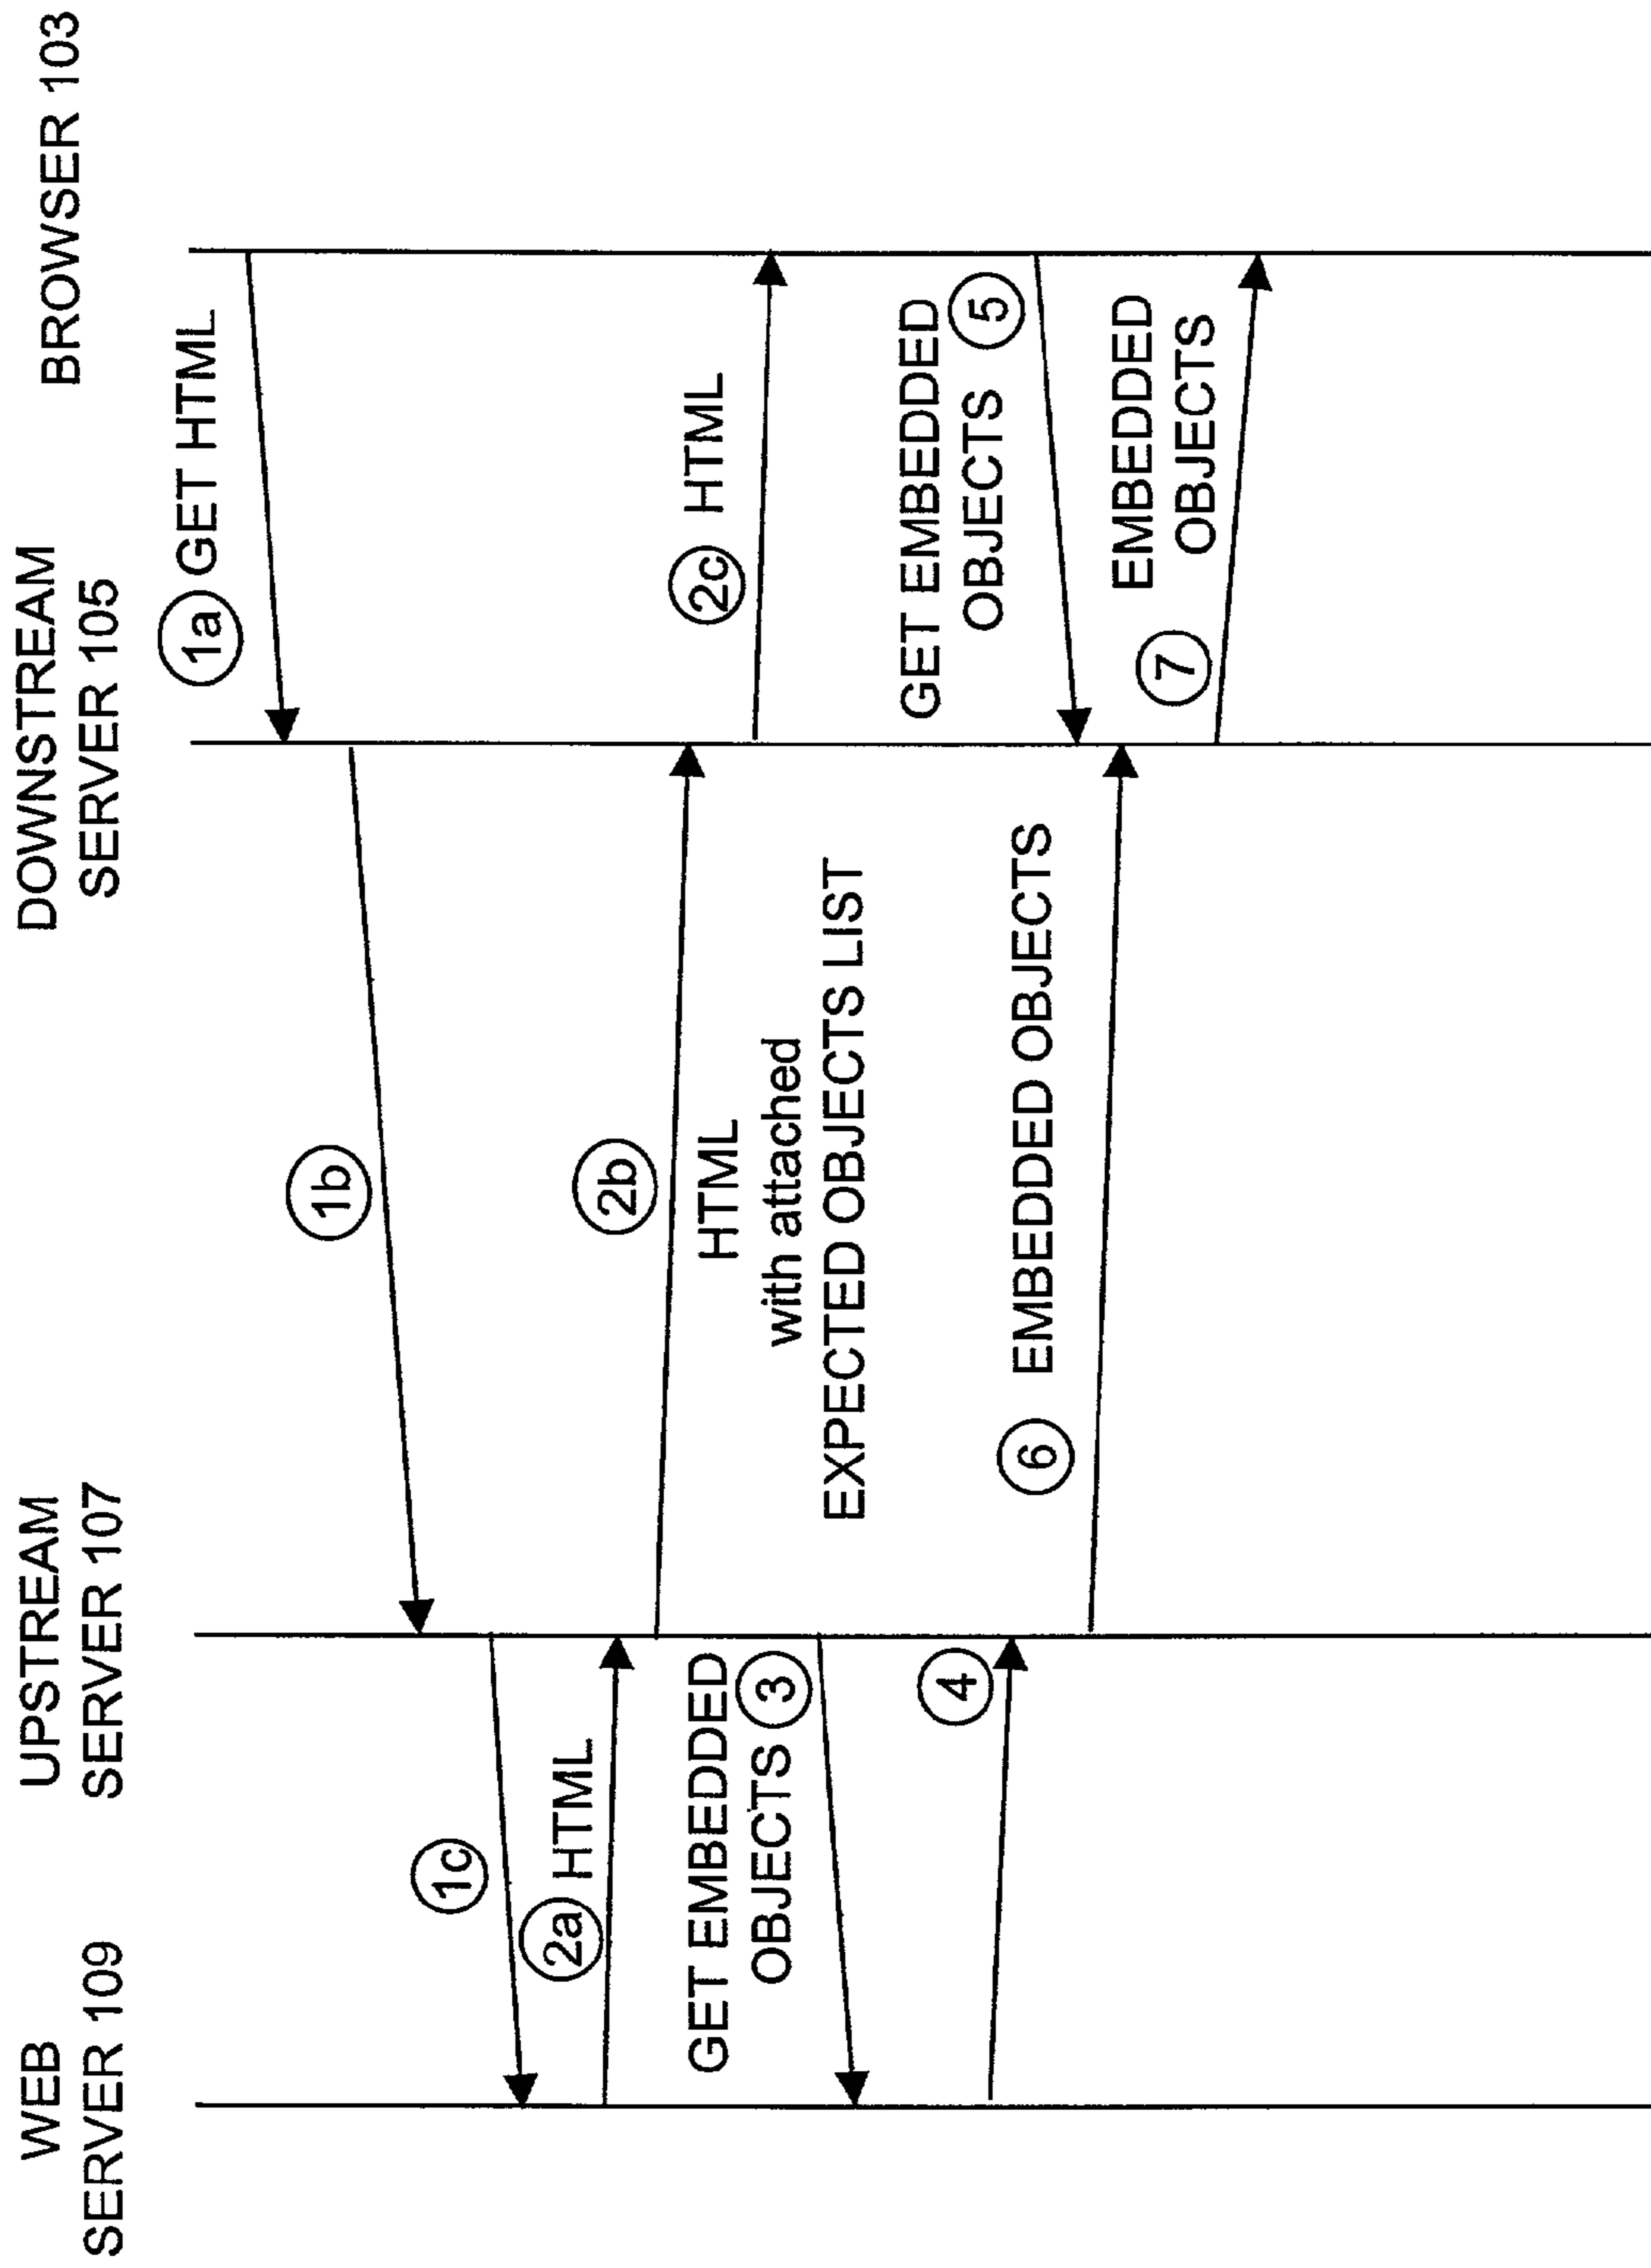 WEB
SERVER 109
UPSTREAM
SERVER 107
DOWNSTREAM
SERVER 105
BROWSER 103
1a GET HTML
1b
1c
2a HTML
2b
HTML
with attached
EXPECTED OBJECTS LIST
2c HTML
GET EMBEDDED
OBJECTS 3
4
GET EMBEDDED
OBJECTS 5
6 EMBEDDED OBJECTS
EMBEDDED
OBJECTS
7